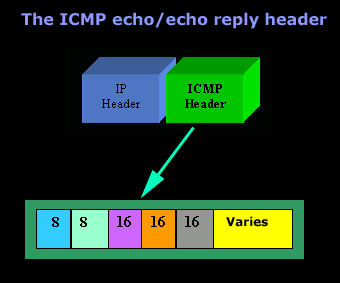 The ICMP echo/echo reply header
IP
Header
ICMP
Header
8 8 16 16 16 Varies